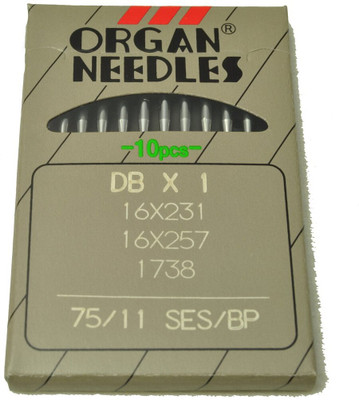 ORGAN®
NEEDLES
-10pcs-
DB X 1
16X231
16X257
1738
75/11 SES/BP